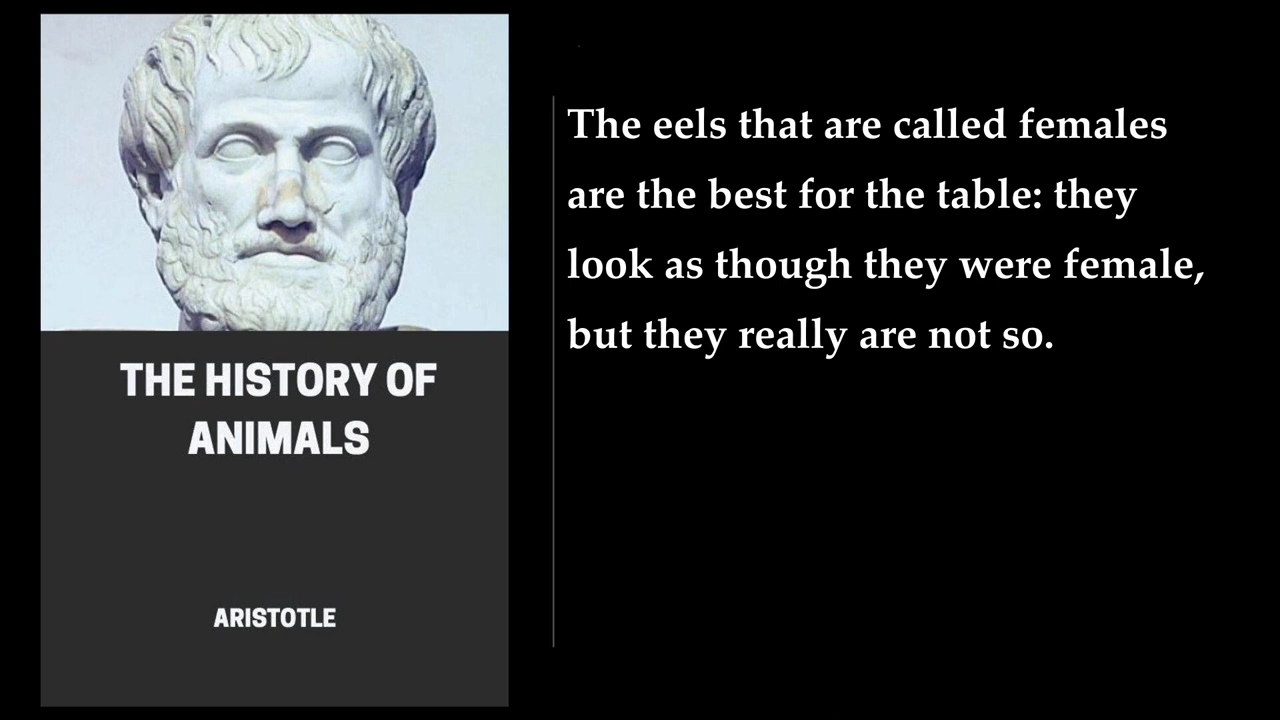 THE HISTORY OF
ANIMALS
ARISTOTLE
The eels that are called females
are the best for the table: they
look as though they were female,
but they really are not so.